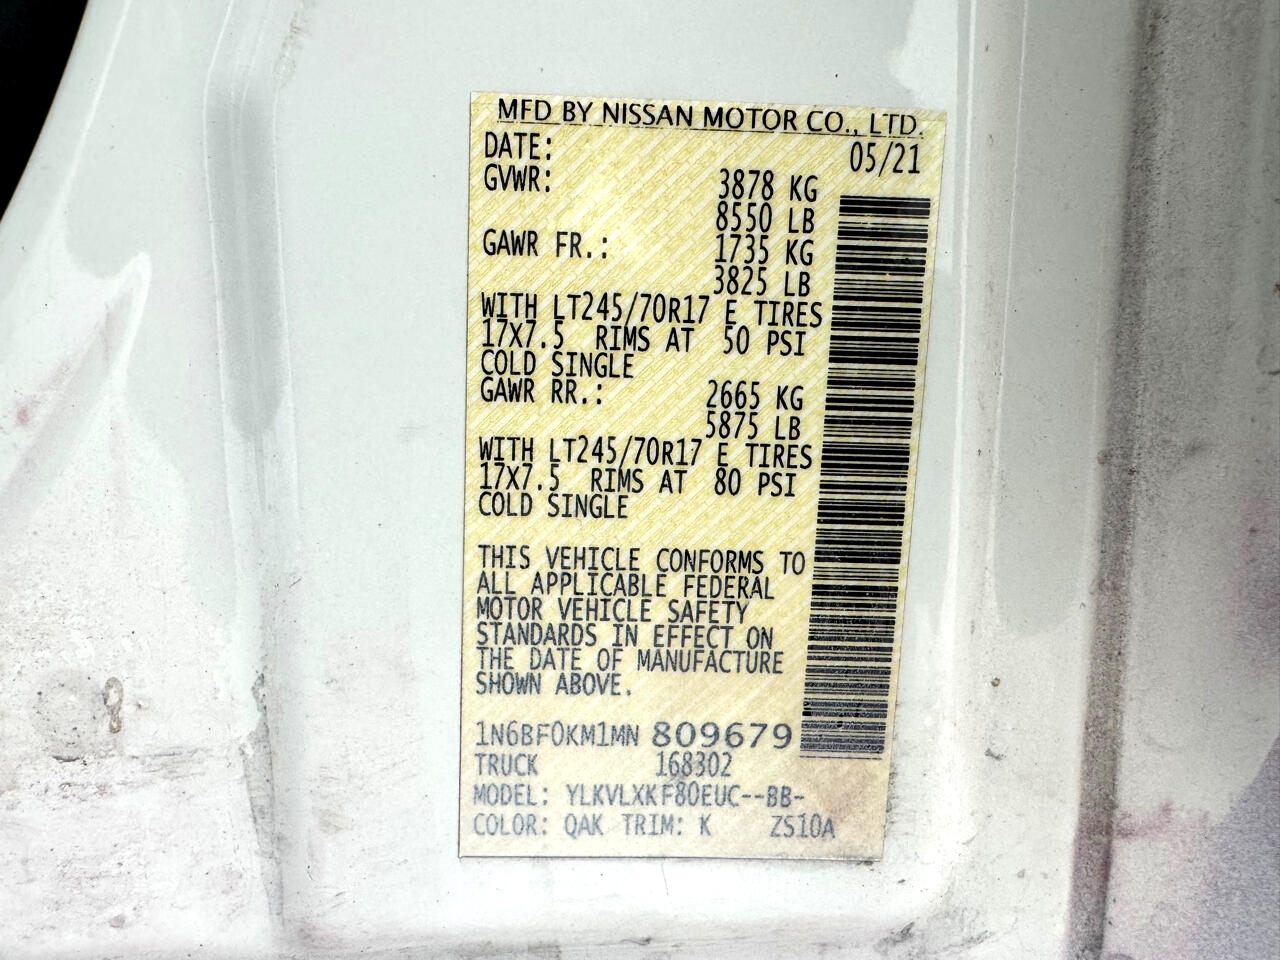 MFD BY NISSAN MOTOR CO., LTD.
DATE: 05/21
GVWR: 3878 KG
8550 LB
GAWR FR.: 1735 KG
3825 LB
WITH LT245/70R17 E TIRES
17X7.5 RIMS AT 50 PSI
COLD SINGLE
GAWR RR.: 2665 KG
5875 LB
WITH LT245/70R17 E TIRES
17X7.5 RIMS AT 80 PSI
COLD SINGLE
THIS VEHICLE CONFORMS TO
ALL APPLICABLE FEDERAL
MOTOR VEHICLE SAFETY
STANDARDS IN EFFECT ON
THE DATE OF MANUFACTURE
SHOWN ABOVE.
1N6BF0KM1MN 809679
TRUCK 168302
MODEL: YLKVLXKF80EUC--BB-
COLOR: QAK TRIM: K ZS10A